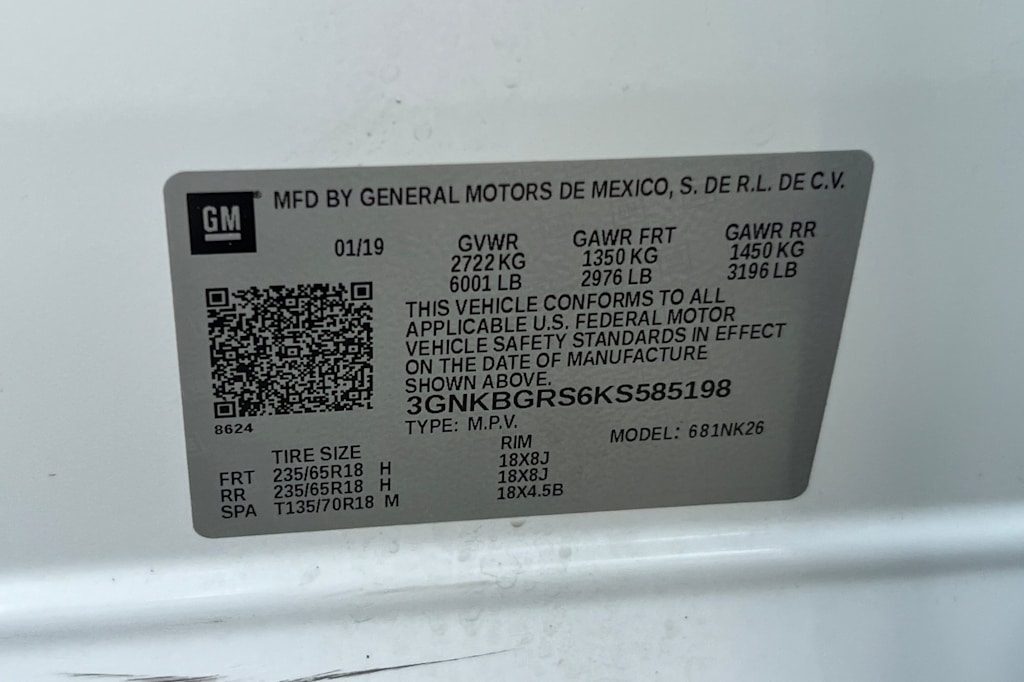 GM® MFD BY GENERAL MOTORS DE MEXICO, S. DE R.L. DE C.V.
01/19 GVWR GAWR FRT GAWR RR
2722 KG 1350 KG 1450 KG
6001 LB 2976 LB 3196 LB
THIS VEHICLE CONFORMS TO ALL
APPLICABLE U.S. FEDERAL MOTOR
VEHICLE SAFETY STANDARDS IN EFFECT
ON THE DATE OF MANUFACTURE
SHOWN ABOVE.
3GNKBGRS6KS585198
8624
TYPE: M.P.V. MODEL: 681NK26
TIRE SIZE RIM
FRT 235/65R18 H 18X8J
RR 235/65R18 H 18X8J
SPA T135/70R18 M 18X4.5B